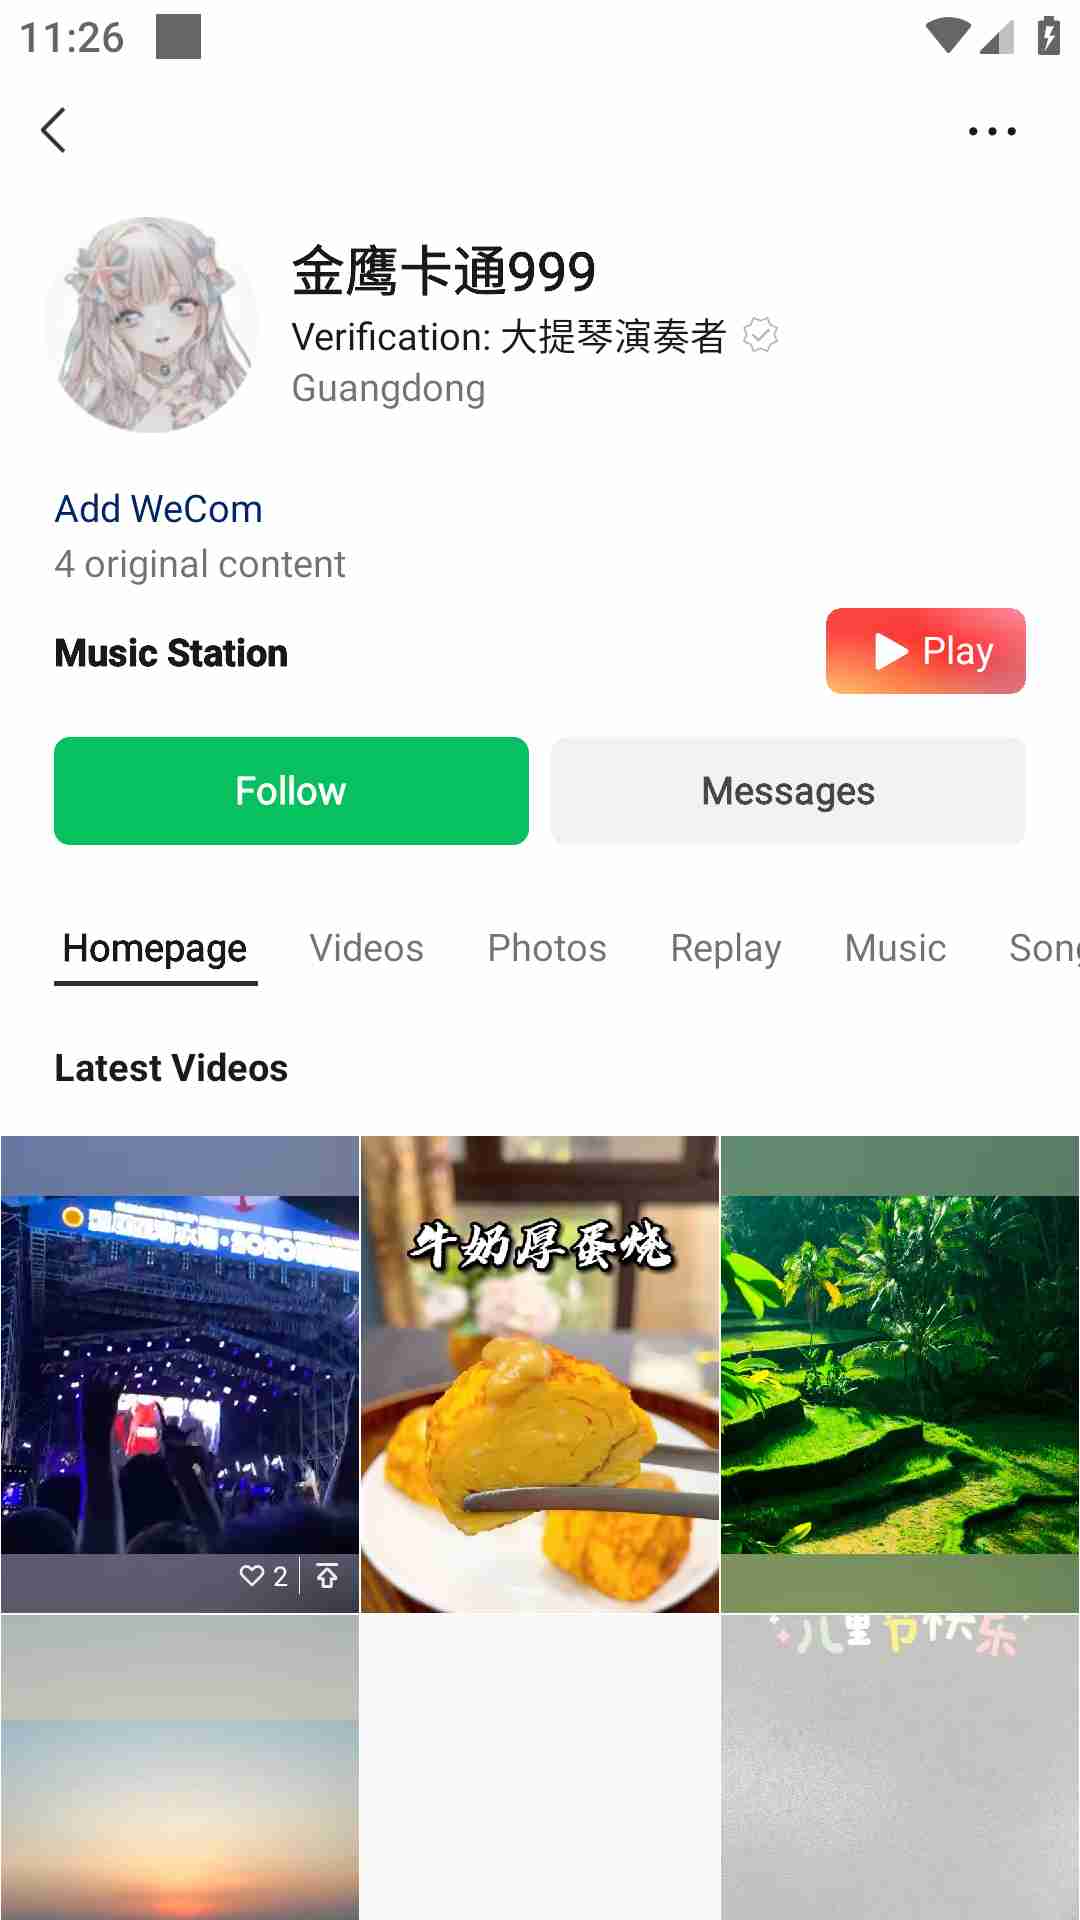 11:26
金鹰卡通999
Verification: 大提琴演奏者
Guangdong
Add WeCom
4 original content
Music Station
Play
Follow
Messages
Homepage
Videos
Photos
Replay
Music
Song
Latest Videos
牛奶厚蛋烧
2
儿童节快乐